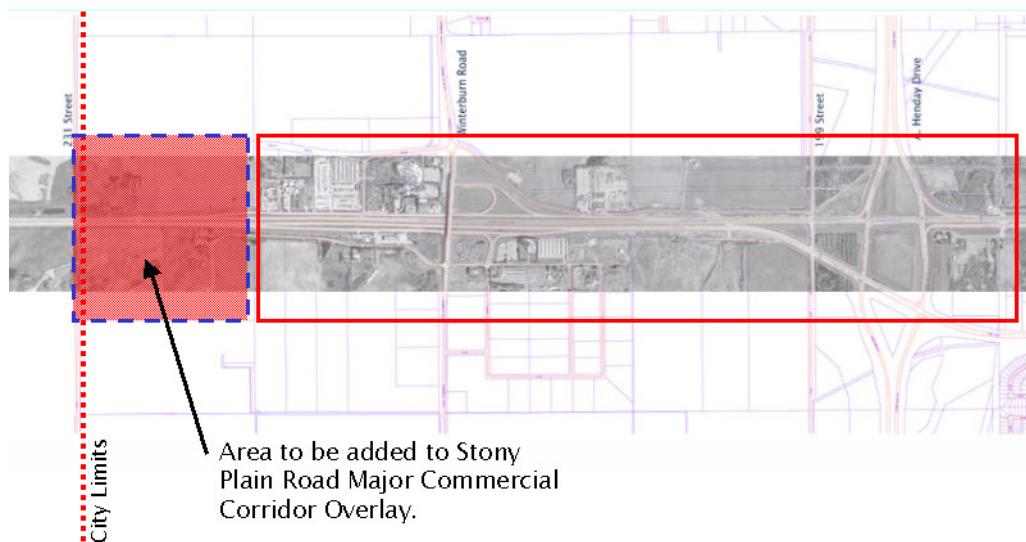 231 Street
Winterburn Road
199 Street
A. Henday Drive
City Limits
Area to be added to Stony
Plain Road Major Commercial
Corridor Overlay.